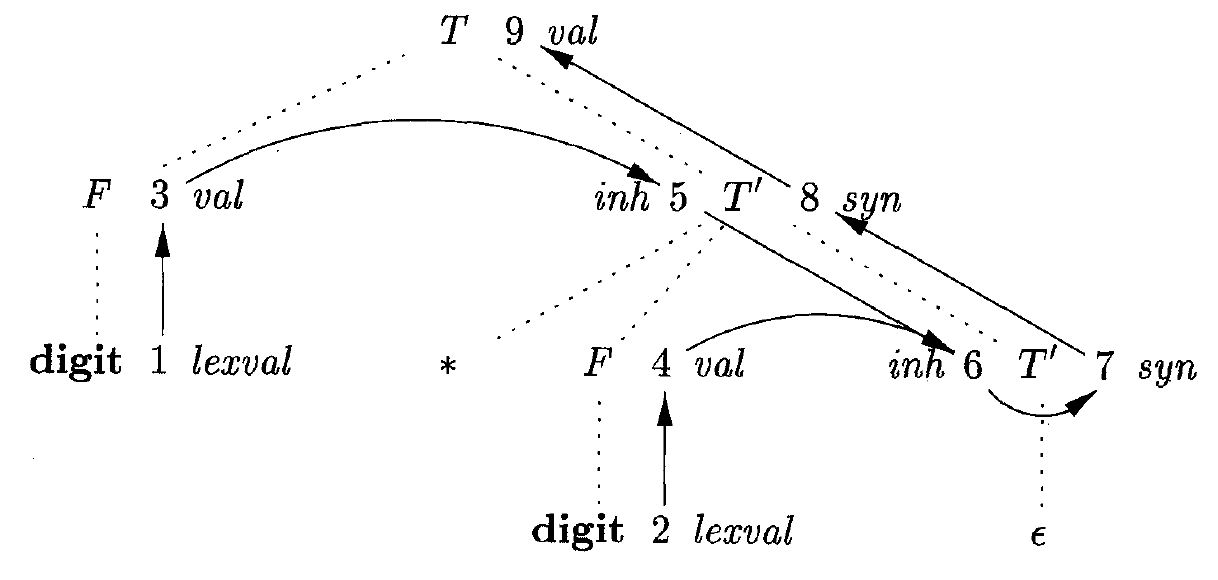 T 9 val
F 3 val inh 5 T′ 8 syn
digit 1 lexval * F 4 val inh 6 T′ 7 syn
digit 2 lexval ϵ